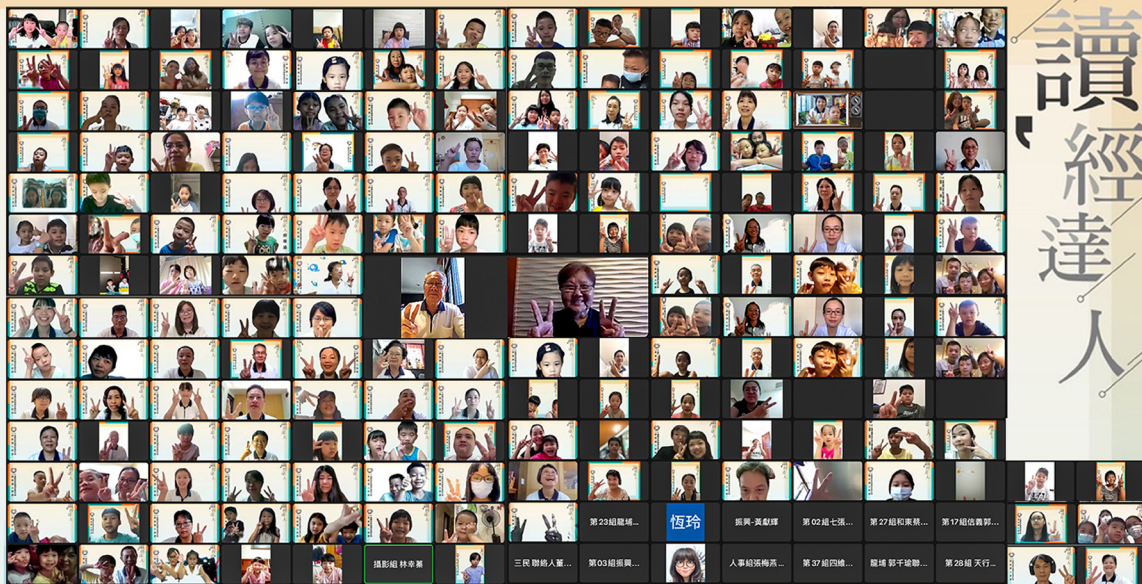 讀
經
達
人
第23組龍埔...
恆玲
振興-黃獻輝
第02組七張...
第27組和東蔡...
第17組信義郭...
攝影組 林幸蓁
三民 聯絡人董...
第03組振興...
人事組張梅燕...
第37組四維...
龍埔 郭千瑜聯...
第28組 天行...